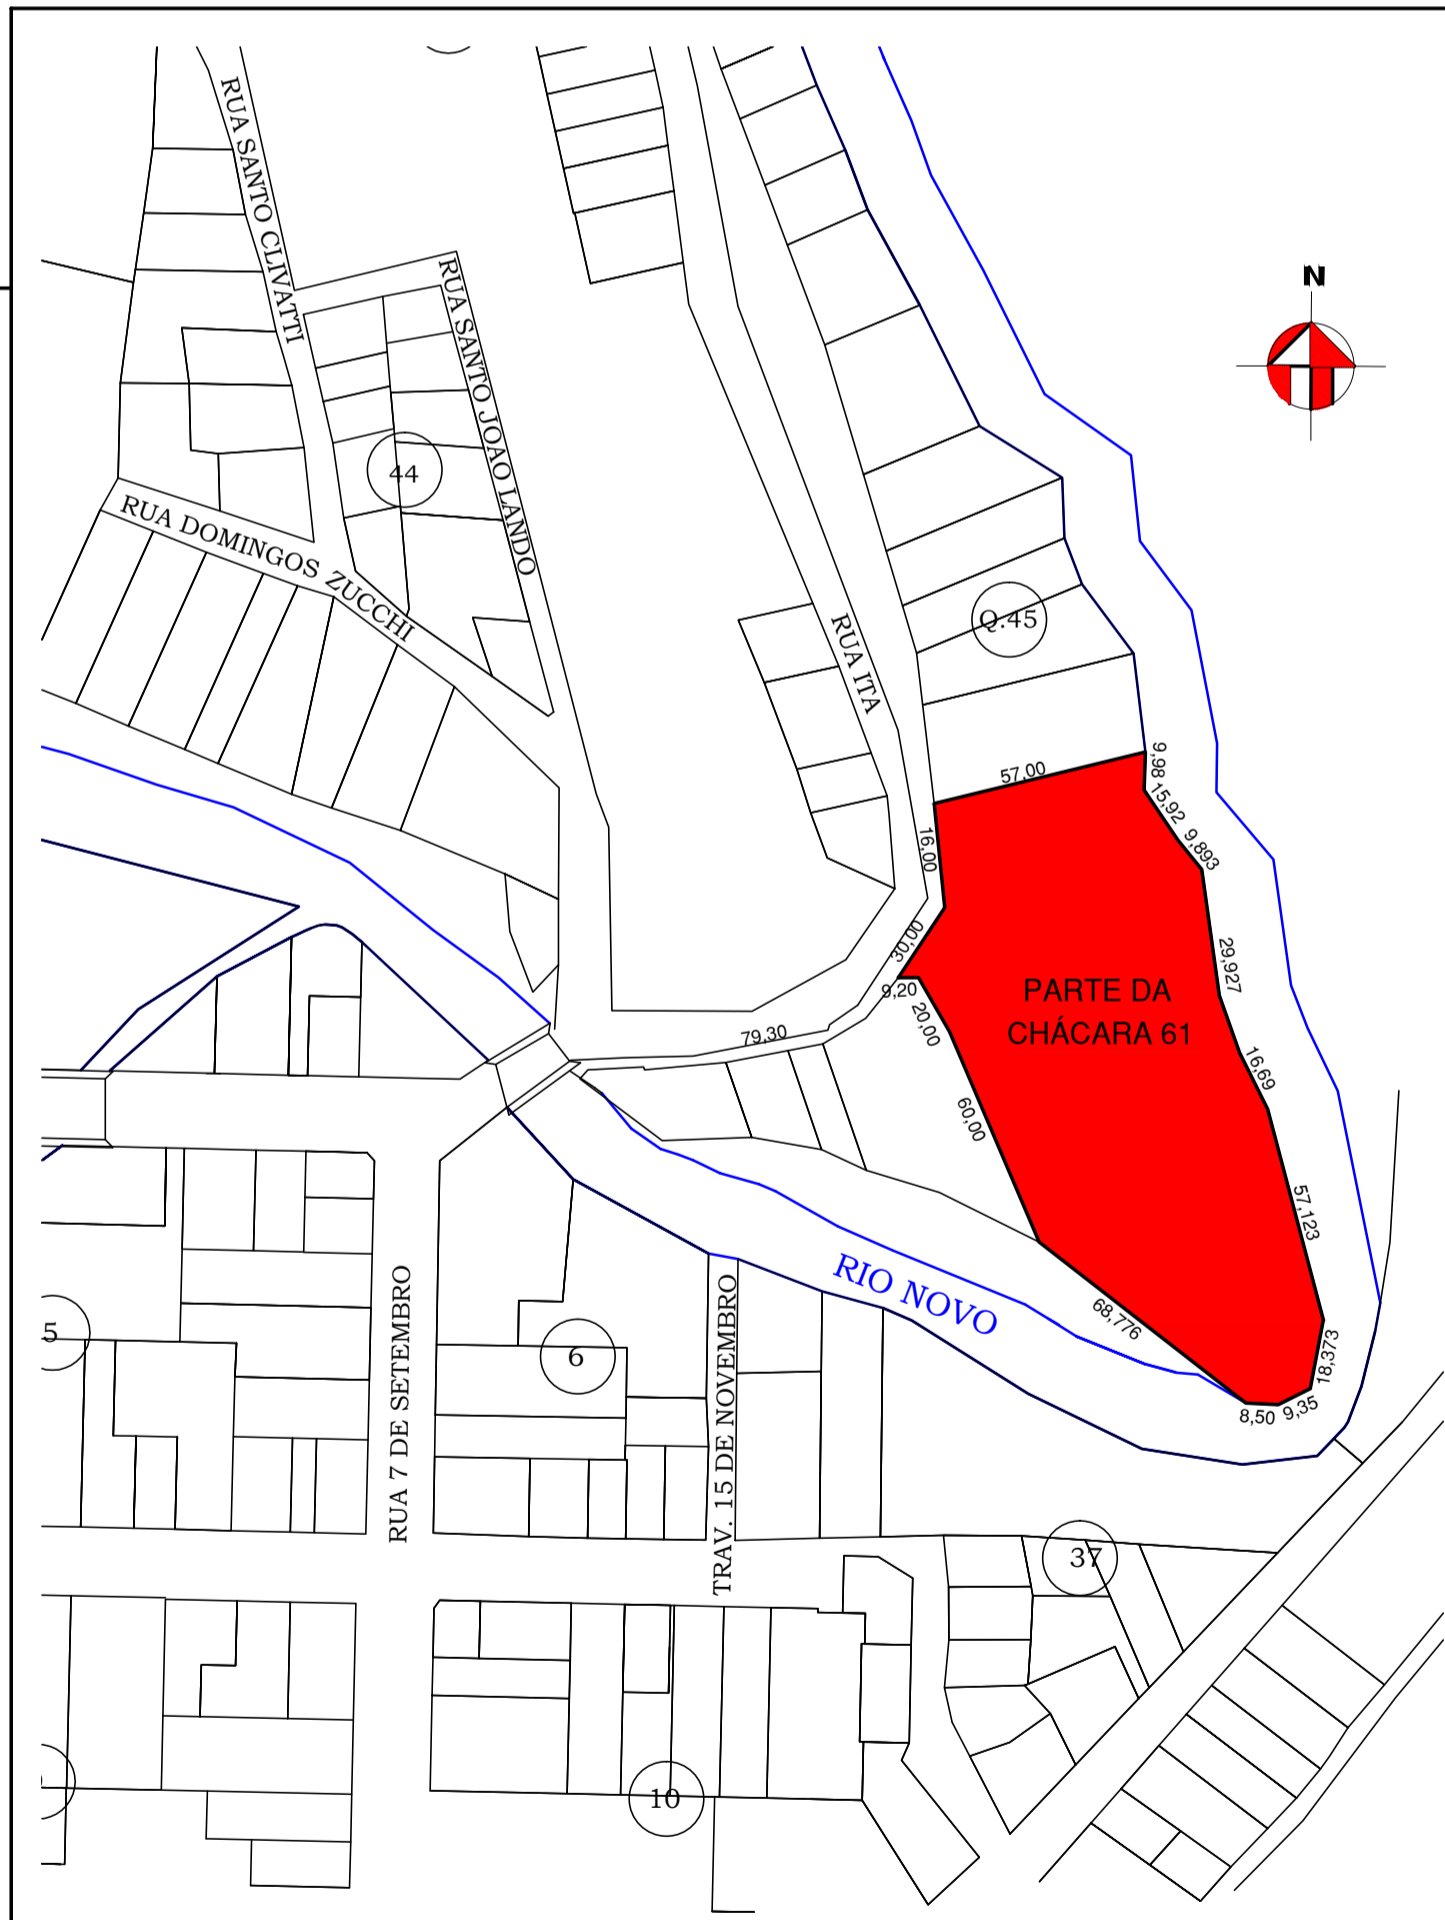 RUA SANTO CLIVATTI
N
RUA SANTO JOAO LANDO
44
RUA DOMINGOS ZUCCHI
Q.45
RUA ITA
57,00
9,98
15,92
9,893
16,00
30,00
29,927
9,20
20,00
PARTE DA
CHÁCARA 61
79,30
16,69
60,00
57,123
RIO NOVO
68,776
18,373
8,50
9,35
5
6
RUA 7 DE SETEMBRO
TRAV. 15 DE NOVEMBRO
37
10